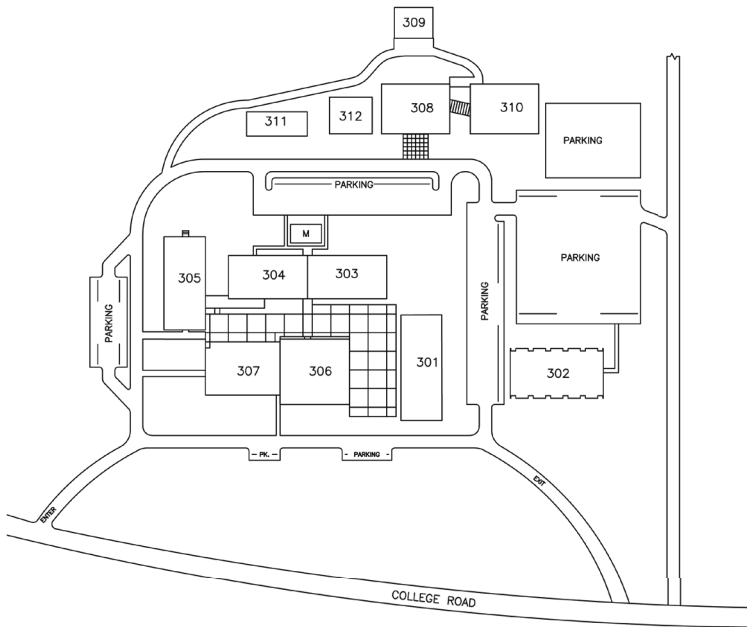 309
308
310
312
311
PARKING
PARKING
M
305
304
303
PARKING
PARKING
PARKING
301
302
307
306
PK.
PARKING
EXIT
ENTER
COLLEGE ROAD